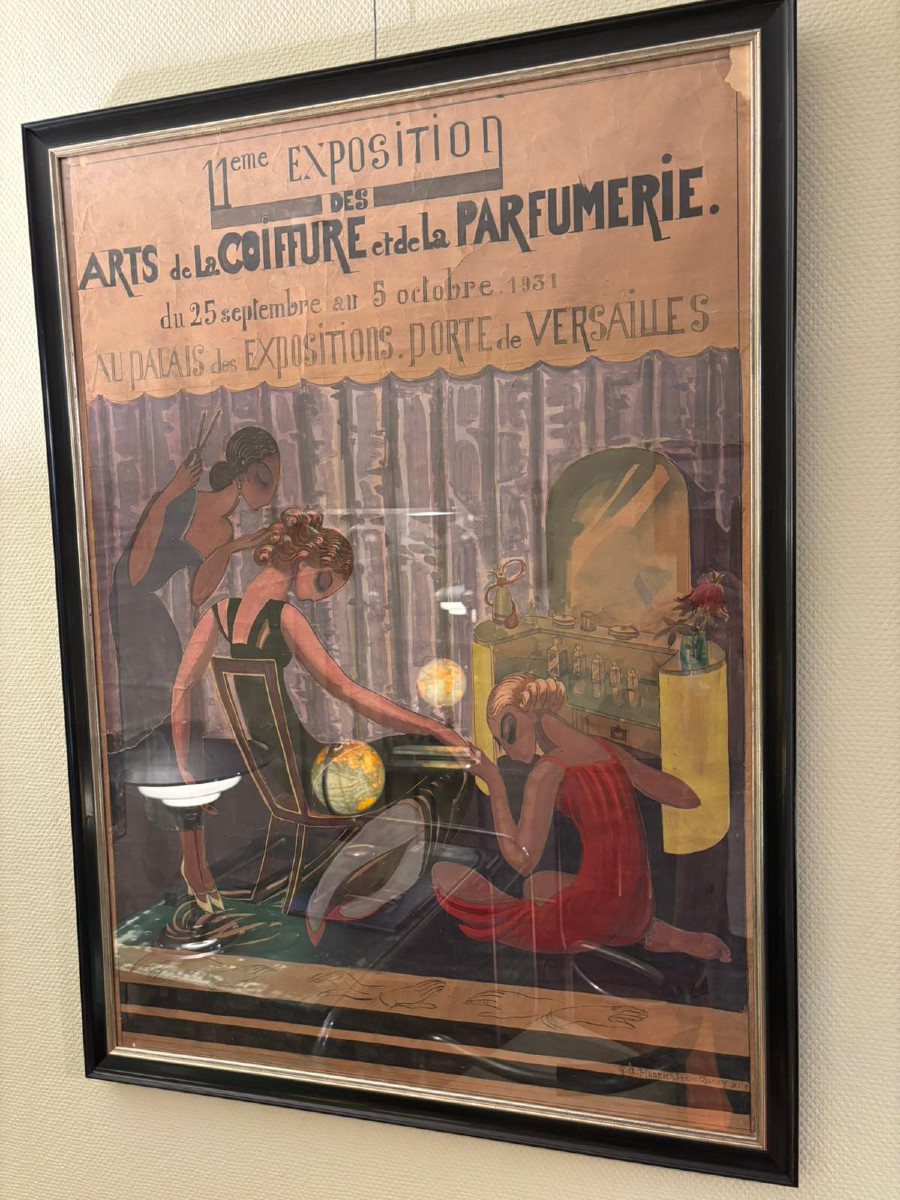 11eme EXPOSITION
DES
ARTS de la COIFFURE et de la PARFUMERIE.
du 25 septembre au 5 octobre. 1931
AU PALAIS des EXPOSITIONS. PORTE de VERSAILLES